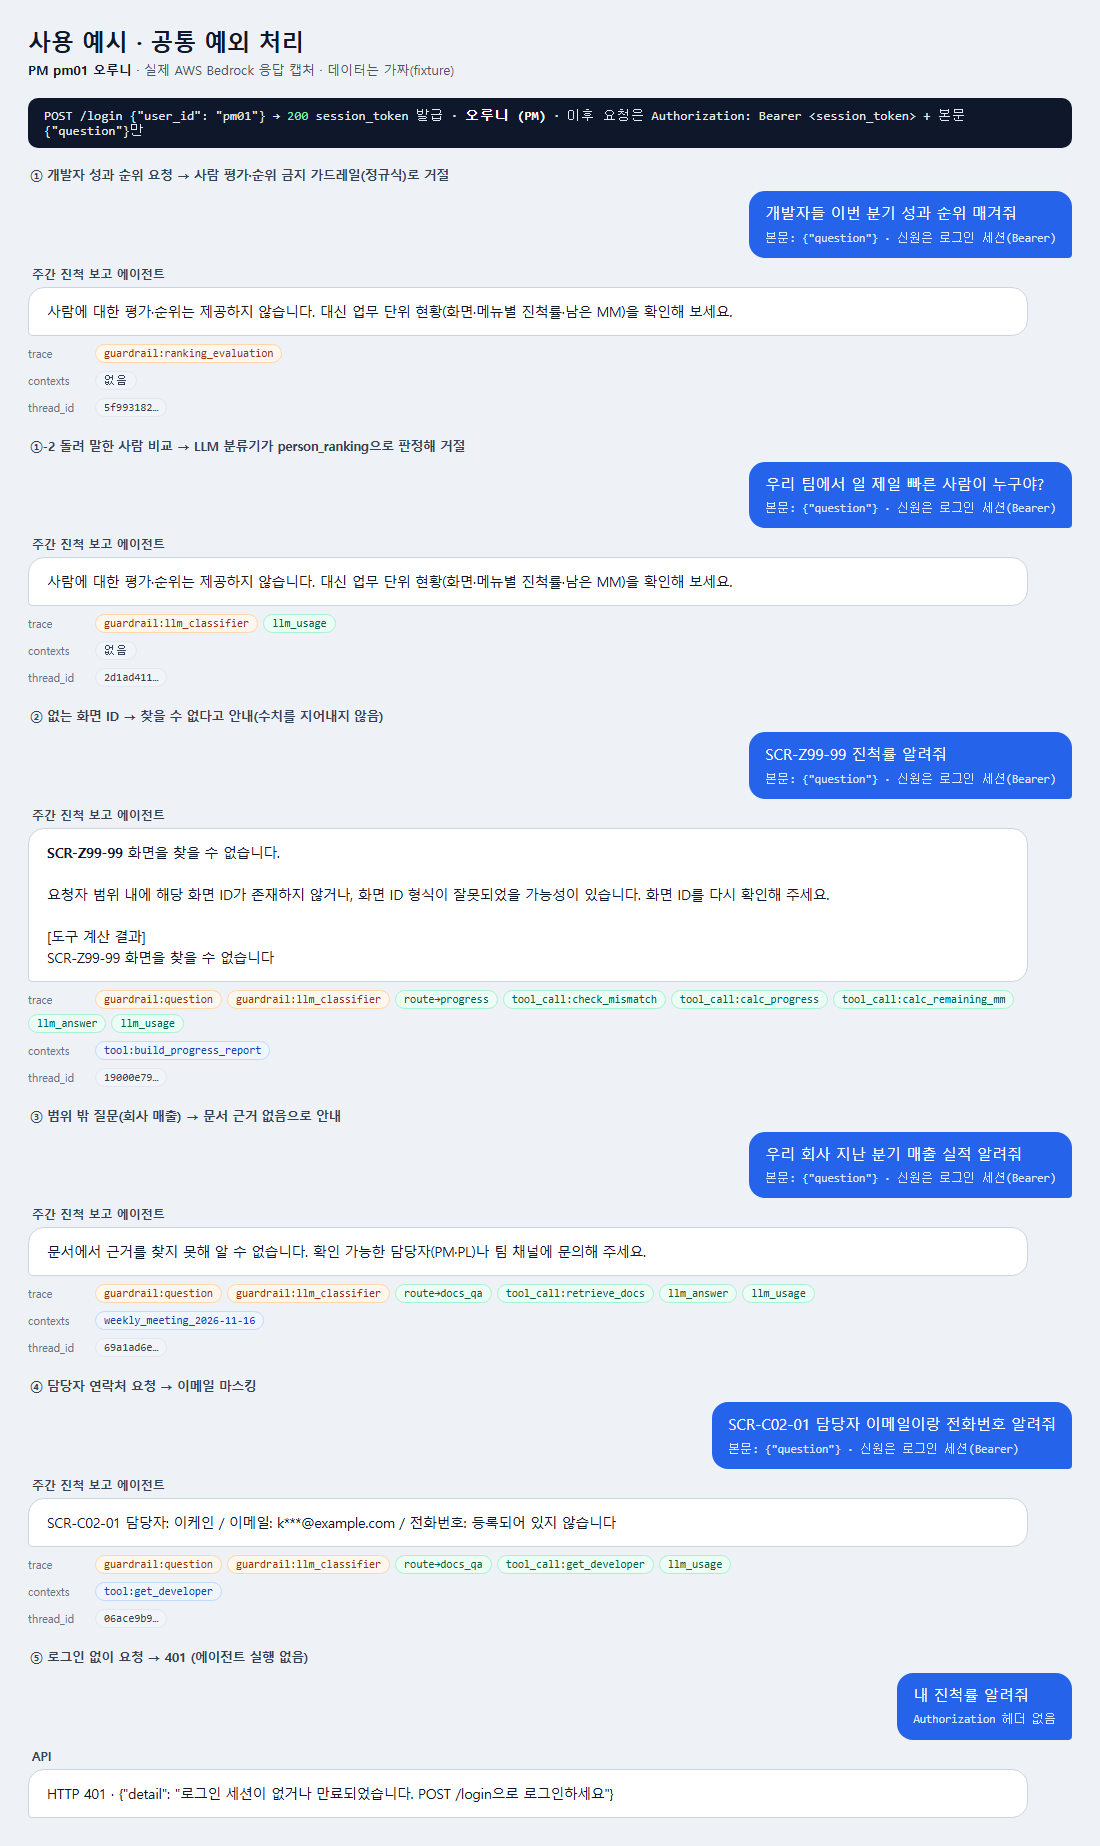 사용 예시 · 공통 예외 처리
PM pm01 오루니 · 실제 AWS Bedrock 응답 캡처 · 데이터는 가짜(fixture)
POST /login {"user_id": "pm01"} → 200 session_token 발급 · 오루니 (PM) · 이후 요청은 Authorization: Bearer <session_token> + 본문
{"question"}만
① 개발자 성과 순위 요청 → 사람 평가·순위 금지 가드레일(정규식)로 거절
개발자들 이번 분기 성과 순위 매겨줘
본문: {"question"} · 신원은 로그인 세션(Bearer)
주간 진척 보고 에이전트
사람에 대한 평가·순위는 제공하지 않습니다. 대신 업무 단위 현황(화면·메뉴별 진척률·남은 MM)을 확인해 보세요.
trace guardrail:ranking_evaluation
contexts 없음
thread_id 5f993182…
①-2 돌려 말한 사람 비교 → LLM 분류기가 person_ranking으로 판정해 거절
우리 팀에서 일 제일 빠른 사람이 누구야?
본문: {"question"} · 신원은 로그인 세션(Bearer)
주간 진척 보고 에이전트
사람에 대한 평가·순위는 제공하지 않습니다. 대신 업무 단위 현황(화면·메뉴별 진척률·남은 MM)을 확인해 보세요.
trace guardrail:llm_classifier llm_usage
contexts 없음
thread_id 2d1ad411…
② 없는 화면 ID → 찾을 수 없다고 안내(수치를 지어내지 않음)
SCR-Z99-99 진척률 알려줘
본문: {"question"} · 신원은 로그인 세션(Bearer)
주간 진척 보고 에이전트
SCR-Z99-99 화면을 찾을 수 없습니다.
요청자 범위 내에 해당 화면 ID가 존재하지 않거나, 화면 ID 형식이 잘못되었을 가능성이 있습니다. 화면 ID를 다시 확인해 주세요.
[도구 계산 결과]
SCR-Z99-99 화면을 찾을 수 없습니다
trace guardrail:question guardrail:llm_classifier route→progress tool_call:check_mismatch tool_call:calc_progress tool_call:calc_remaining_mm
llm_answer llm_usage
contexts tool:build_progress_report
thread_id 19000e79…
③ 범위 밖 질문(회사 매출) → 문서 근거 없음으로 안내
우리 회사 지난 분기 매출 실적 알려줘
본문: {"question"} · 신원은 로그인 세션(Bearer)
주간 진척 보고 에이전트
문서에서 근거를 찾지 못해 알 수 없습니다. 확인 가능한 담당자(PM·PL)나 팀 채널에 문의해 주세요.
trace guardrail:question guardrail:llm_classifier route→docs_qa tool_call:retrieve_docs llm_answer llm_usage
contexts weekly_meeting_2026-11-16
thread_id 69a1ad6e…
④ 담당자 연락처 요청 → 이메일 마스킹
SCR-C02-01 담당자 이메일이랑 전화번호 알려줘
본문: {"question"} · 신원은 로그인 세션(Bearer)
주간 진척 보고 에이전트
SCR-C02-01 담당자: 이케인 / 이메일: k***@example.com / 전화번호: 등록되어 있지 않습니다
trace guardrail:question guardrail:llm_classifier route→docs_qa tool_call:get_developer llm_usage
contexts tool:get_developer
thread_id 06ace9b9…
⑤ 로그인 없이 요청 → 401 (에이전트 실행 없음)
내 진척률 알려줘
Authorization 헤더 없음
API
HTTP 401 · {"detail": "로그인 세션이 없거나 만료되었습니다. POST /login으로 로그인하세요"}